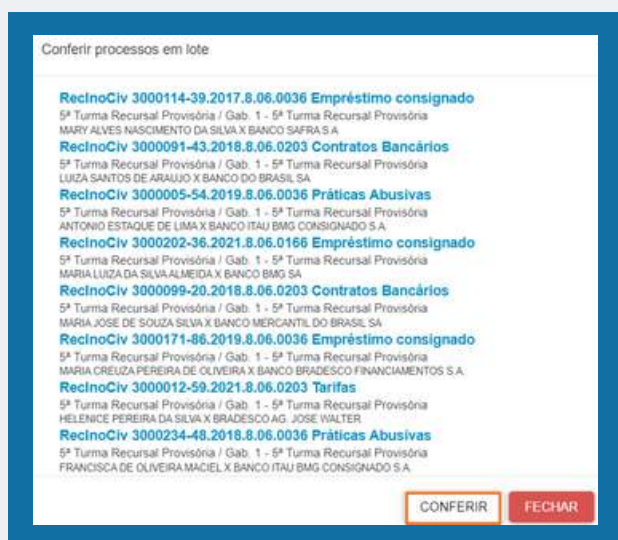 Conferir processos em lote
RecInoCiv 3000114-39.2017.8.06.0036 Empréstimo consignado
5ª Turma Recursal Provisória / Gab. 1 - 5ª Turma Recursal Provisória
MARY ALVES NASCIMENTO DA SILVA X BANCO SAFRA S A
RecInoCiv 3000091-43.2018.8.06.0203 Contratos Bancários
5ª Turma Recursal Provisória / Gab. 1 - 5ª Turma Recursal Provisória
LUIZA SANTOS DE ARAUJO X BANCO DO BRASIL SA
RecInoCiv 3000005-54.2019.8.06.0036 Práticas Abusivas
5ª Turma Recursal Provisória / Gab. 1 - 5ª Turma Recursal Provisória
ANTONIO ESTAQUE DE LIMA X BANCO ITAU BMG CONSIGNADO S.A.
RecInoCiv 3000202-36.2021.8.06.0166 Empréstimo consignado
5ª Turma Recursal Provisória / Gab. 1 - 5ª Turma Recursal Provisória
MARIA LUIZA DA SILVA ALMEIDA X BANCO BMG SA
RecInoCiv 3000099-20.2018.8.06.0203 Contratos Bancários
5ª Turma Recursal Provisória / Gab. 1 - 5ª Turma Recursal Provisória
MARIA JOSE DE SOUZA SILVA X BANCO MERCANTIL DO BRASIL SA
RecInoCiv 3000171-86.2019.8.06.0036 Empréstimo consignado
5ª Turma Recursal Provisória / Gab. 1 - 5ª Turma Recursal Provisória
MARIA CREUZA PEREIRA DE OLIVEIRA X BANCO BRADESCO FINANCIAMENTOS S.A.
RecInoCiv 3000012-59.2021.8.06.0203 Tarifas
5ª Turma Recursal Provisória / Gab. 1 - 5ª Turma Recursal Provisória
HELENICE PEREIRA DA SILVA X BRADESCO AG. JOSE WALTER
RecInoCiv 3000234-48.2018.8.06.0036 Práticas Abusivas
5ª Turma Recursal Provisória / Gab. 1 - 5ª Turma Recursal Provisória
FRANCISCA DE OLIVEIRA MACIEL X BANCO ITAU BMG CONSIGNADO S.A.
CONFERIR FECHAR